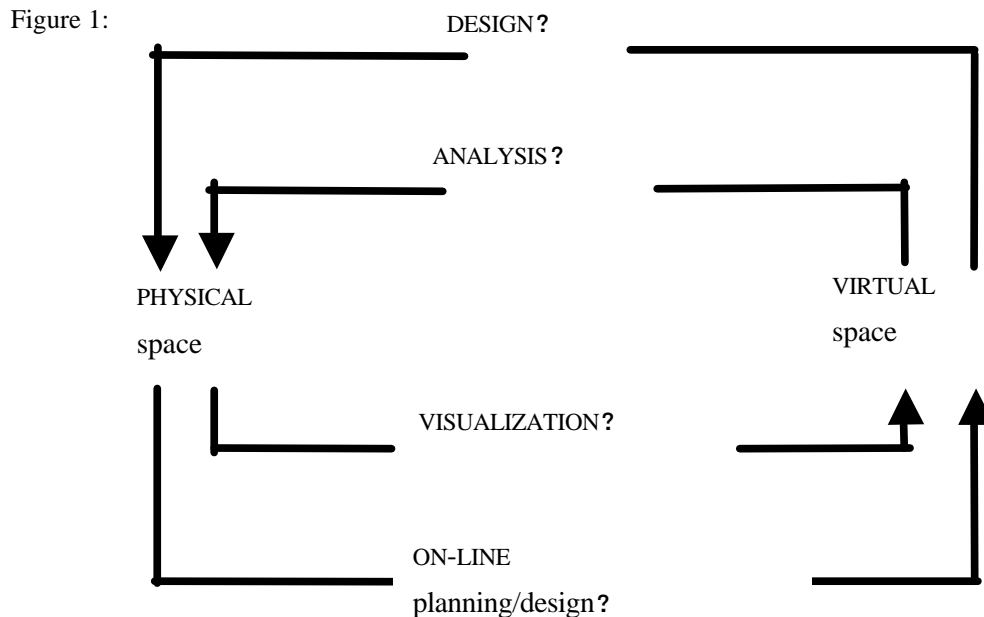 Figure 1:
DESIGN?
ANALYSIS?
PHYSICAL
space
VIRTUAL
space
VISUALIZATION?
ON-LINE
planning/design?